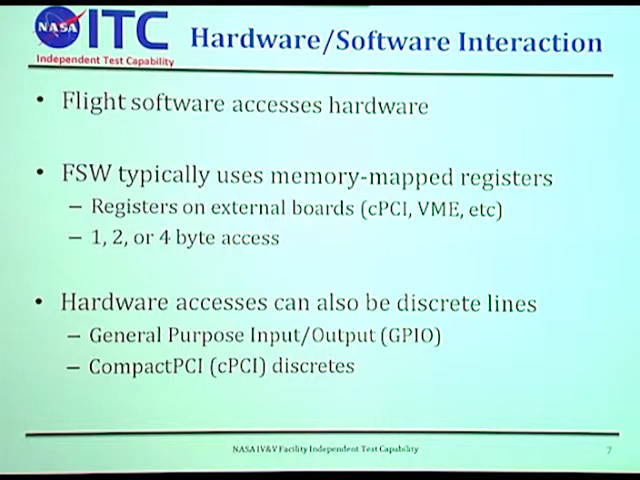 NASA
ITC
Independent Test Capability
Hardware/Software Interaction
• Flight software accesses hardware
• FSW typically uses memory-mapped registers
– Registers on external boards (cPCI, VME, etc)
– 1, 2, or 4 byte access
• Hardware accesses can also be discrete lines
– General Purpose Input/Output (GPIO)
– CompactPCI (cPCI) discretes
NASA IV&V Facility Independent Test Capability
7